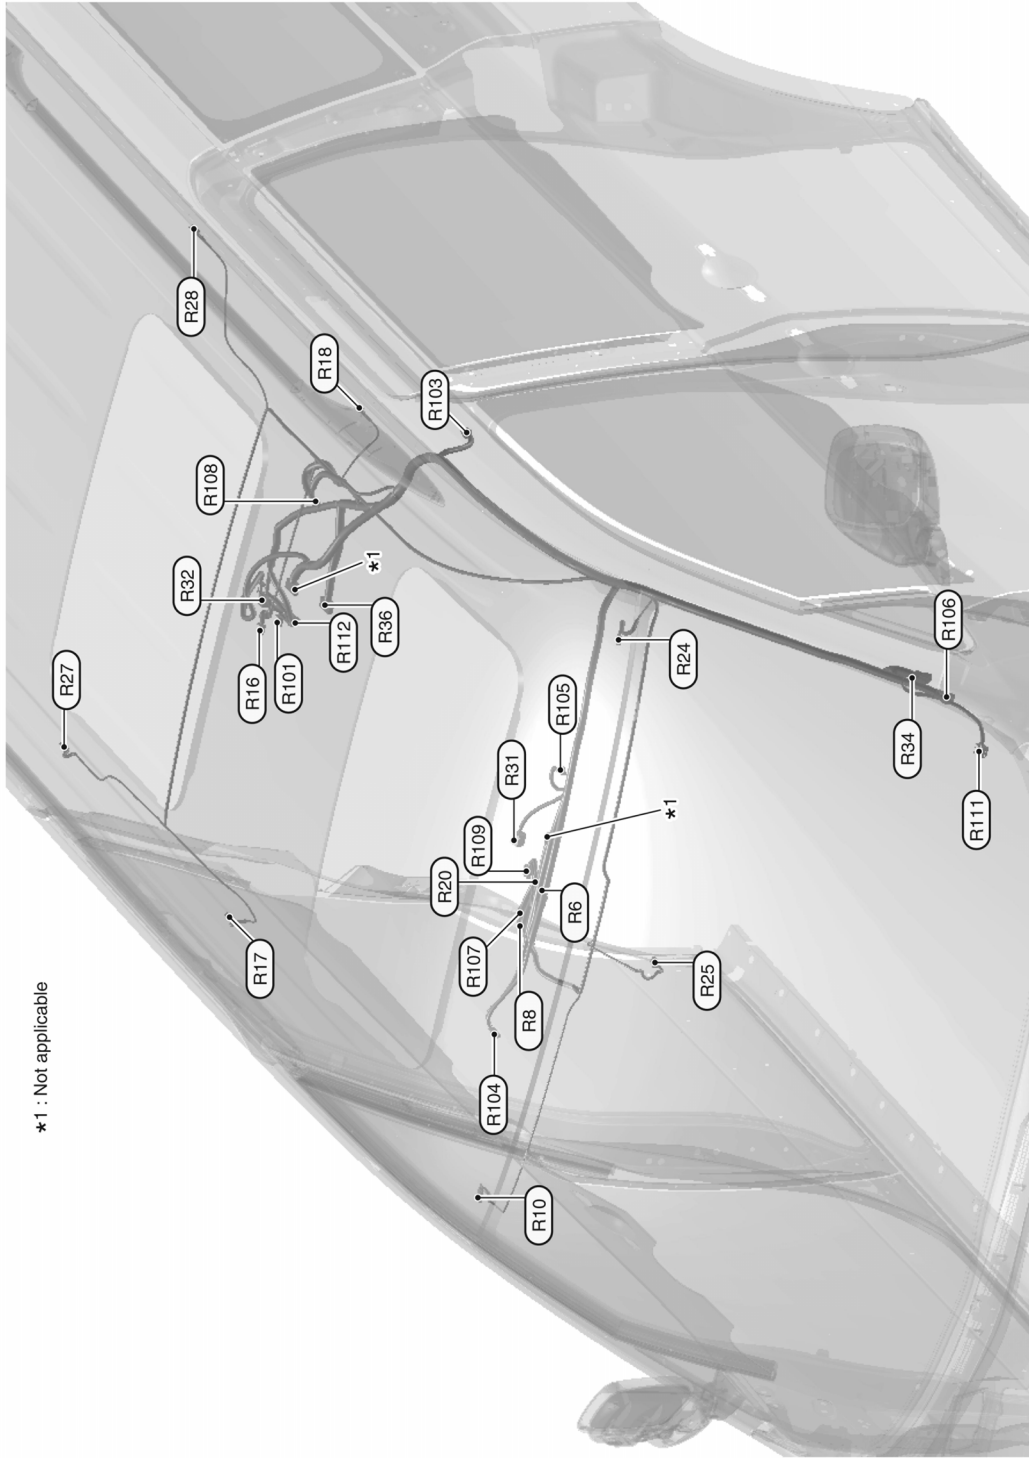 *1 : Not applicable
R27
R17
R28
R18
R108
R103
R32
*1
R16
R101
R112
R36
R24
R105
R31
R109
R20
R6
*1
R107
R8
R104
R10
R25
R106
R34
R111